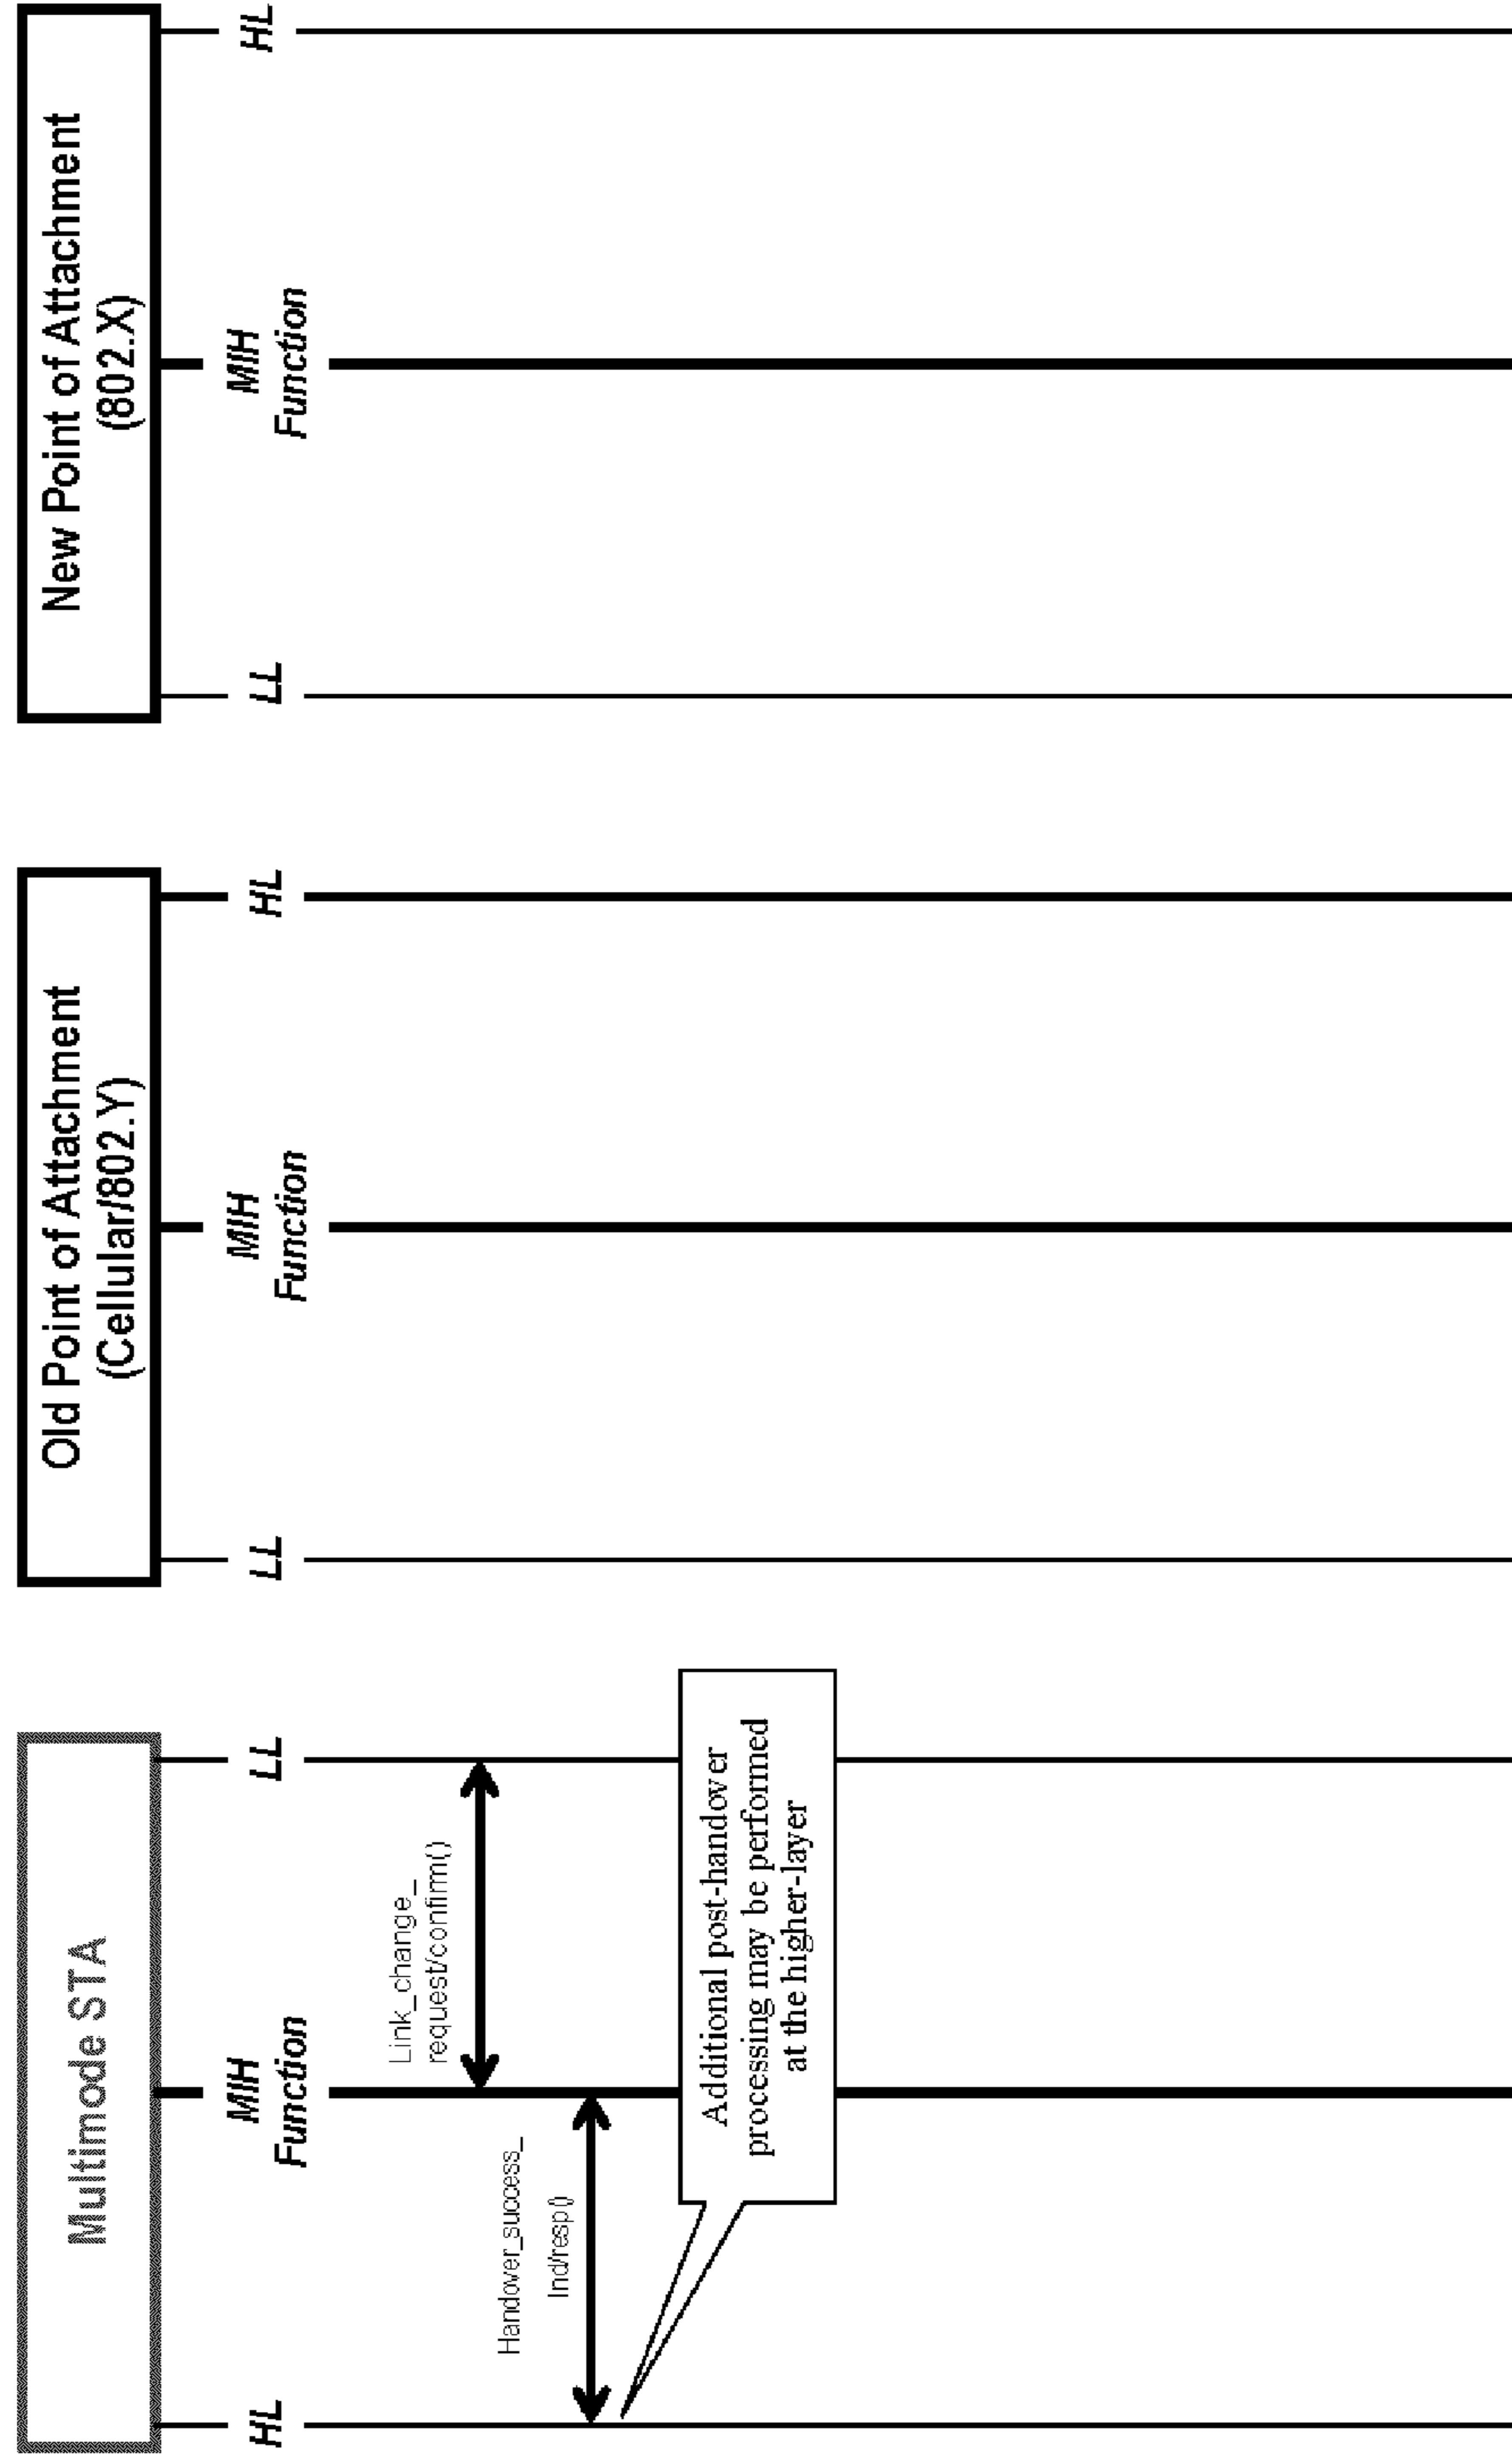 Multimode STA
Old Point of Attachment
(Cellular/802.Y)
New Point of Attachment
(802.X)
HL
MIH
Function
LL
LL
MIH
Function
HL
LL
MIH
Function
HL
Link_change_
request/confirm()
Handover_success_
Ind/resp()
Additional post-handover
processing may be performed
at the higher-layer